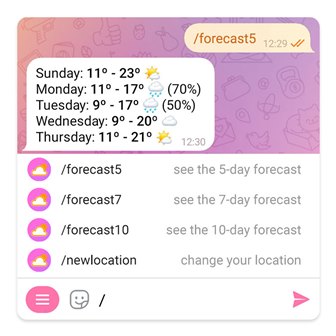 /forecast5
12:29
Sunday: 11º - 23º 🌤️
Monday: 11º - 17º 🌧️ (70%)
Tuesday: 9º - 17º 🌧️ (50%)
Wednesday: 9º - 20º ☁️
Thursday: 11º - 21º 🌤️
12:30
/forecast5 see the 5-day forecast
/forecast7 see the 7-day forecast
/forecast10 see the 10-day forecast
/newlocation change your location
/